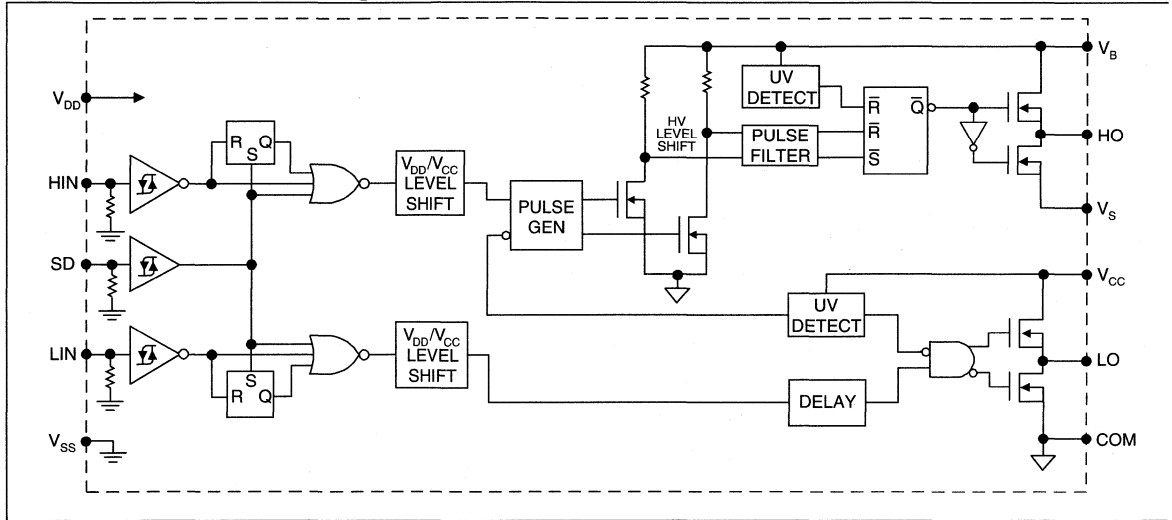 V_B
UV
DETECT
V_DD
R̅ Q̅
HV
LEVEL
SHIFT
R Q
S
PULSE
FILTER
R̅
HO
S̅
V_DD/V_CC
LEVEL
SHIFT
HIN
PULSE
GEN
V_S
SD
V_CC
UV
DETECT
V_DD/V_CC
LEVEL
SHIFT
LIN
LO
S
R Q
DELAY
V_SS
COM